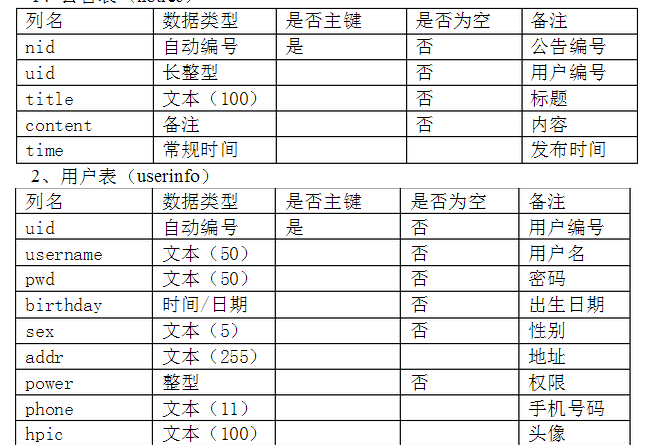 列名 数据类型 是否主键 是否为空 备注
nid 自动编号 是 否 公告编号
uid 长整型 否 用户编号
title 文本（100） 否 标题
content 备注 否 内容
time 常规时间 发布时间
2、用户表（userinfo）
列名 数据类型 是否主键 是否为空 备注
uid 自动编号 是 否 用户编号
username 文本（50） 否 用户名
pwd 文本（50） 否 密码
birthday 时间/日期 否 出生日期
sex 文本（5） 否 性别
addr 文本（255） 地址
power 整型 否 权限
phone 文本（11） 手机号码
hpic 文本（100） 头像